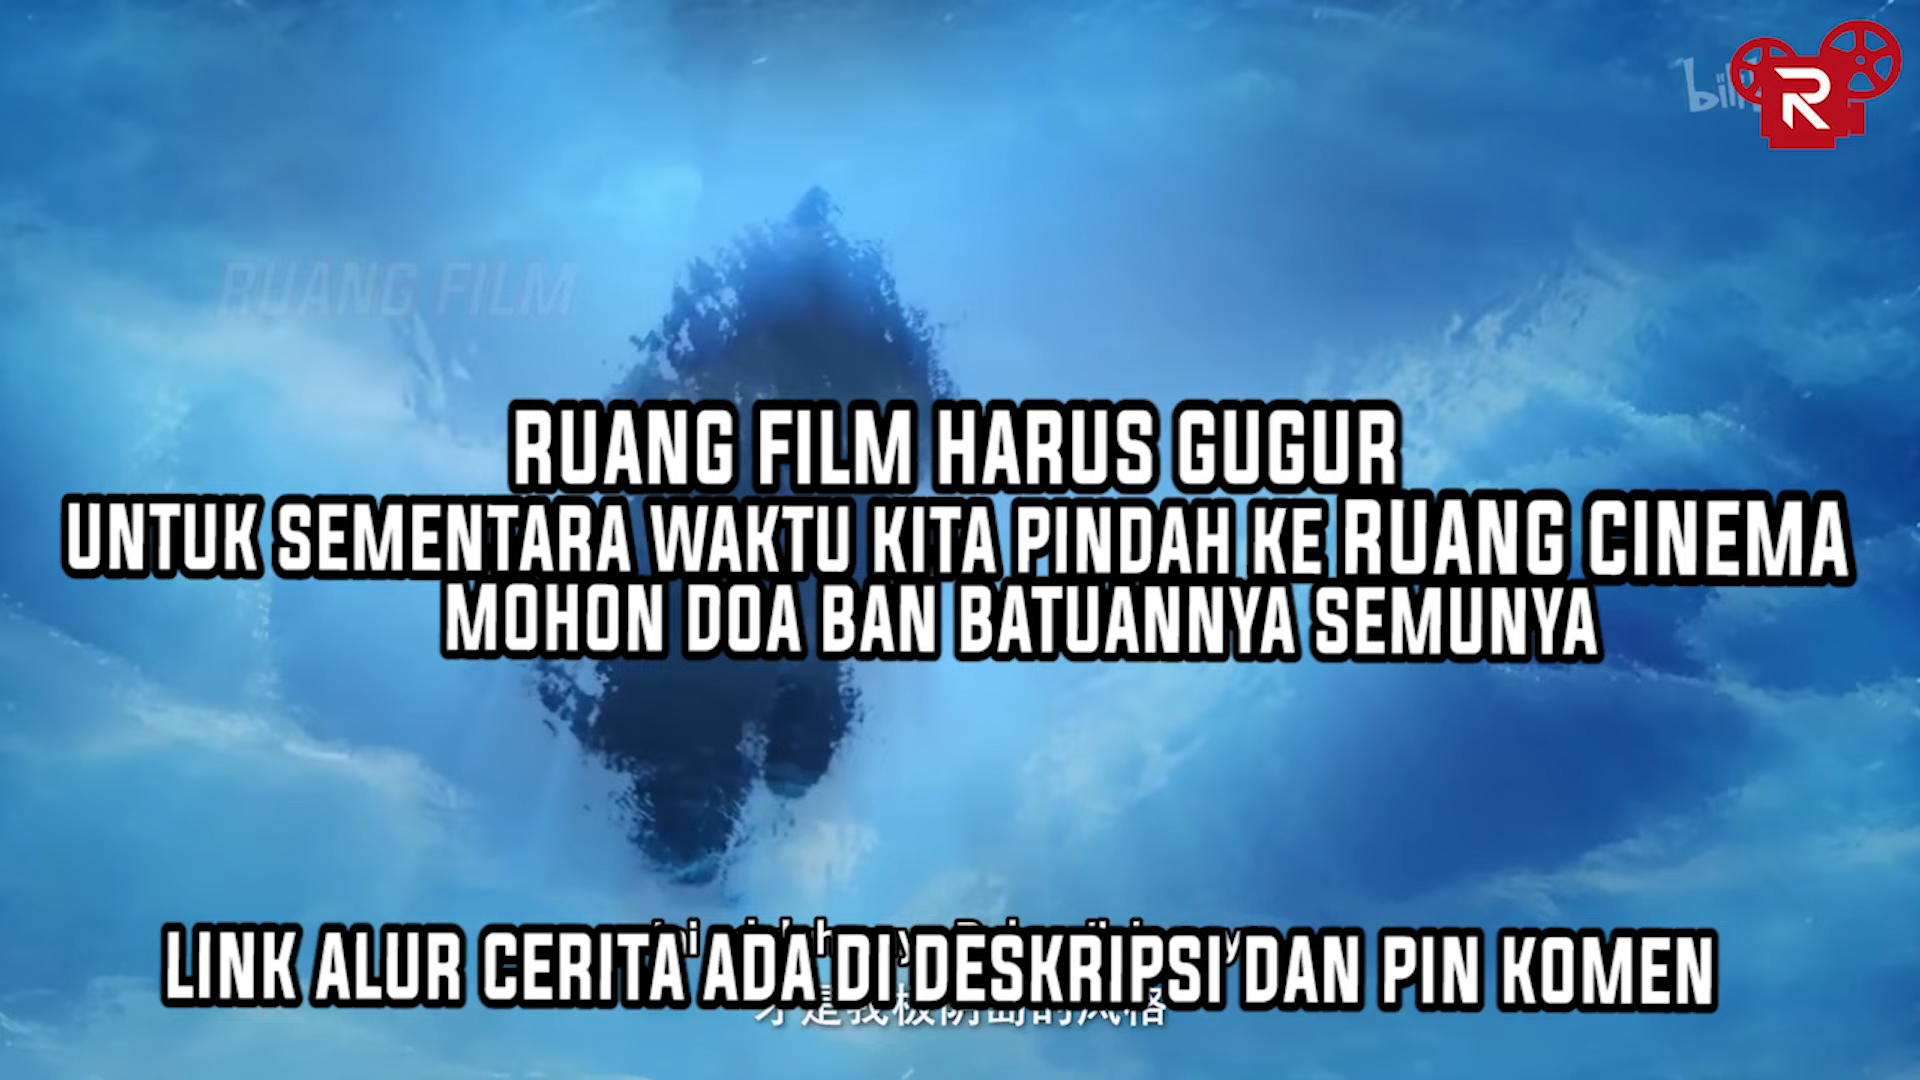 RUANG FILM
RUANG FILM HARUS GUGUR
UNTUK SEMENTARA WAKTU KITA PINDAH KE RUANG CINEMA
MOHON DOA BAN BATUANNYA SEMUNYA
LINK ALUR CERITA ADA DI DESKRIPSI DAN PIN KOMEN